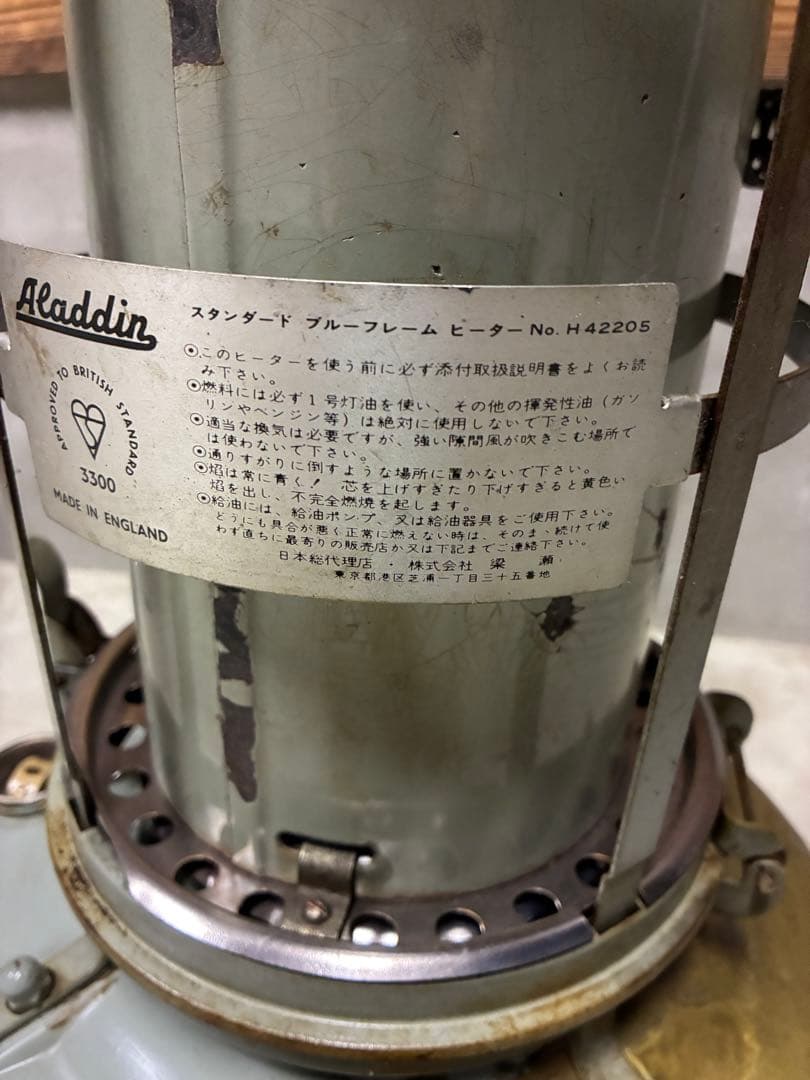 Aladdin
APPROVED TO BRITISH STANDARD
3300
MADE IN ENGLAND
スタンダード ブルーフレーム ヒーター No. H42205
◉このヒーターを使う前に必ず添付取扱説明書をよくお読
み下さい。
◉燃料には必ず1号灯油を使い、その他の揮発性油(ガソ
リンやベンジン等)は絶対に使用しないで下さい。
◉適当な換気は必要ですが、強い隙間風が吹きこむ場所で
は使わないで下さい。
◉通りすがりに倒すような場所に置かないで下さい。
◉焰は常に青く! 芯を上げすぎたり下げすぎると黄色い
焰を出し、不完全燃焼を起します。
◉給油には、給油ポンプ、又は給油器具をご使用下さい。
どうにも具合が悪く正常に燃えない時は、そのまゝ続けて使
わず直ちに最寄りの販売店か又は下記までご連絡下さい。
日本総代理店・株式会社 梁瀬
東京都港区芝浦一丁目三十五番地